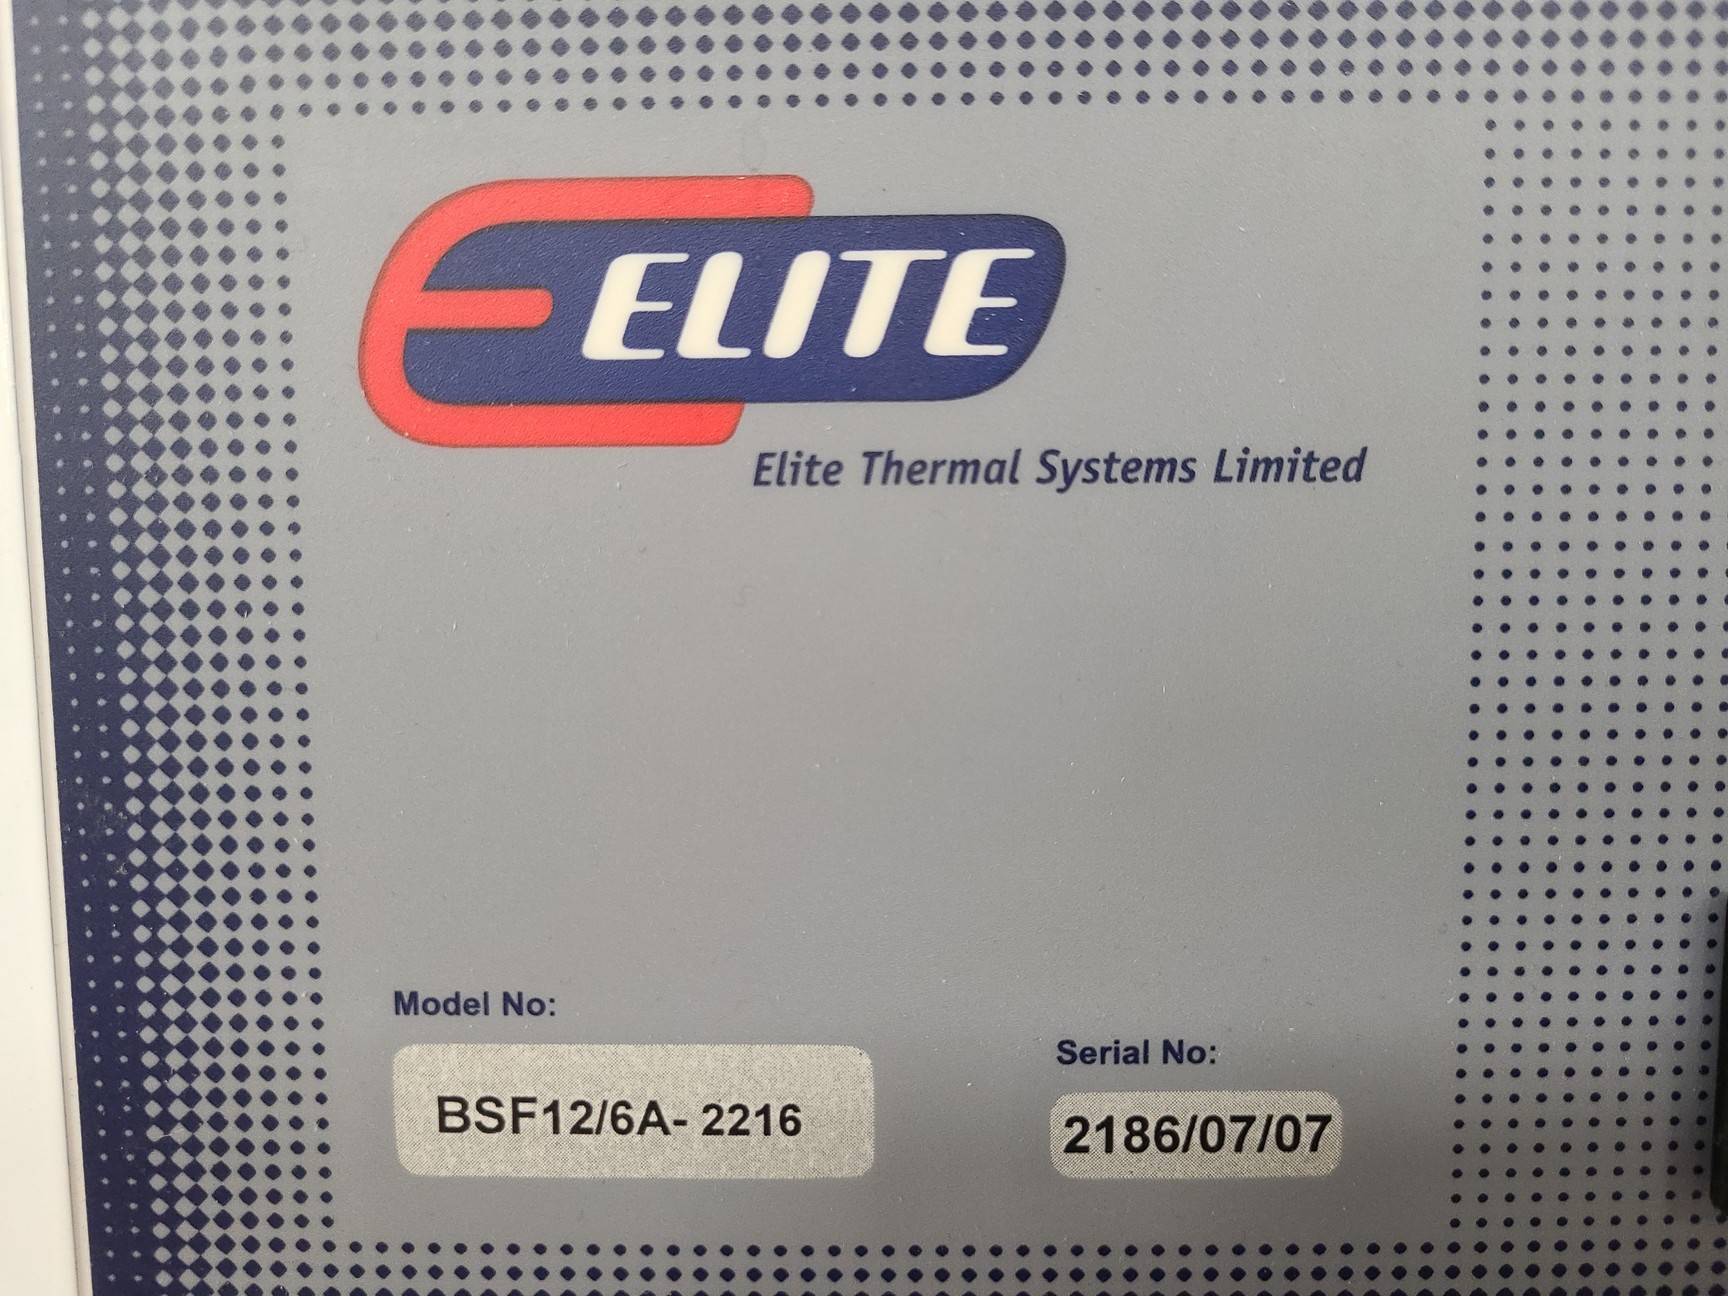 ELITE
Elite Thermal Systems Limited
Model No:
BSF12/6A- 2216
Serial No:
2186/07/07